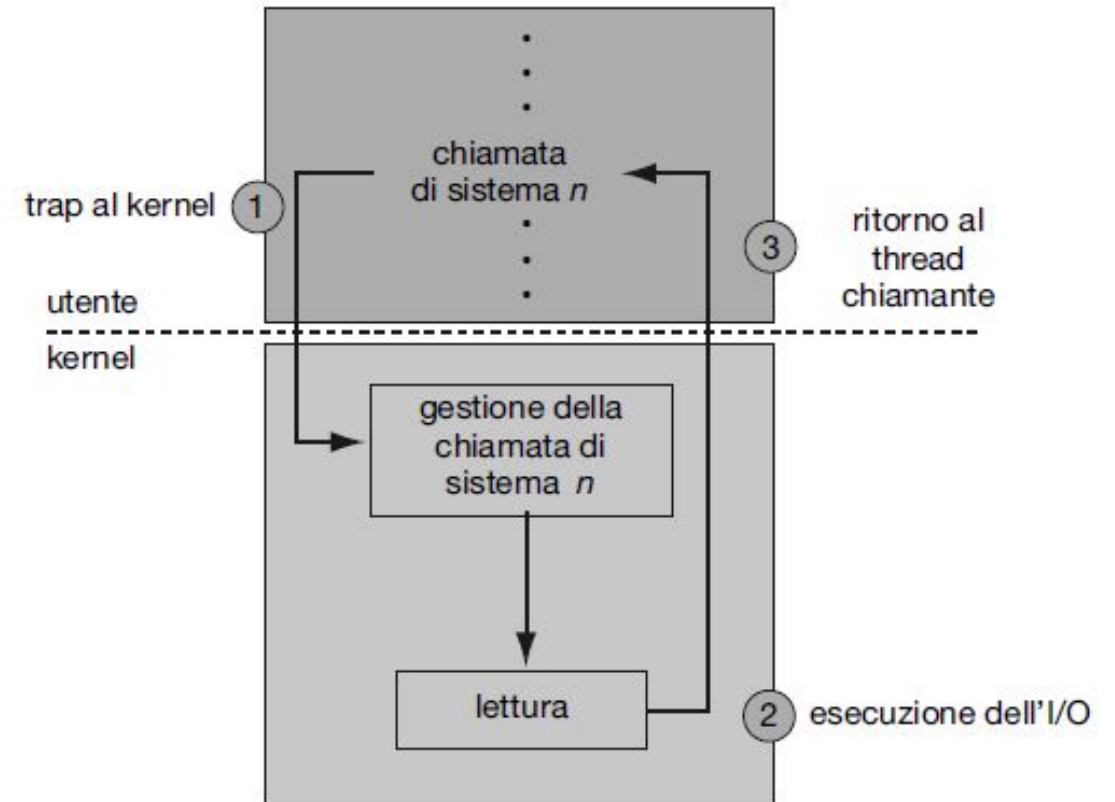 chiamata
di sistema n
trap al kernel 1
3
ritorno al
thread
chiamante
utente
kernel
gestione della
chiamata di
sistema n
lettura
2 esecuzione dell'I/O